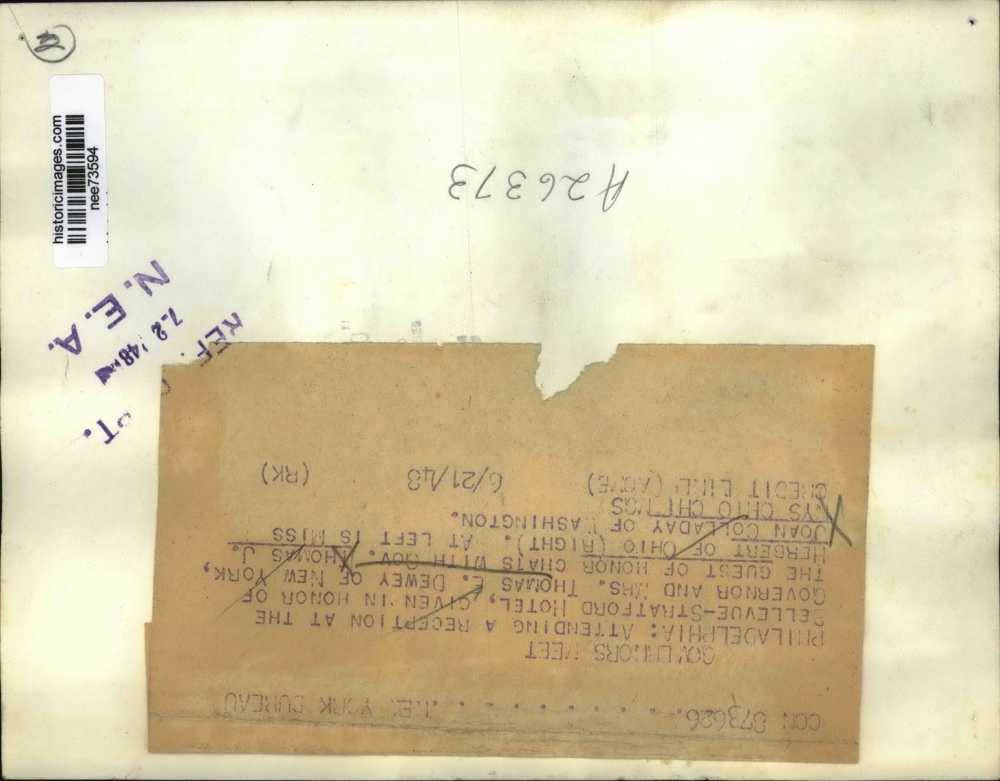 historicimages.com
nee73594
A26373
N. E. A.
7.2 '48
REF.
PT.
CON 873626. . . . . . . . . YORK BUREAU
GOVERNORS MEET
PHILADELPHIA: ATTENDING A RECEPTION AT THE
BELLEVUE-STRATFORD HOTEL, GIVEN IN HONOR OF
GOVERNOR AND MRS. THOMAS E. DEWEY OF NEW YORK,
THE GUEST OF HONOR CHATS WITH GOV. THOMAS J.
HERBERT OF OHIO (RIGHT). AT LEFT IS MISS
JOAN COLLADAY OF WASHINGTON.
OHIO CHI
CREDIT LINE (ACME) 6/21/48 (RK)